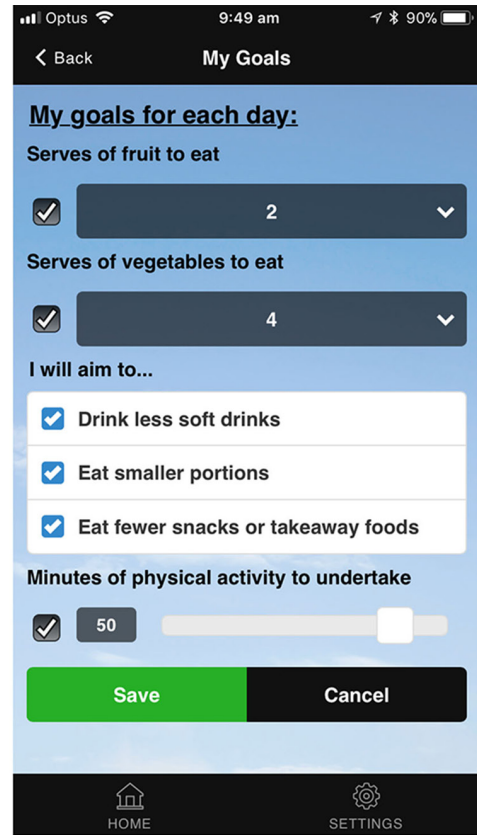 Optus 9:49 am 90%
Back My Goals
My goals for each day:
Serves of fruit to eat
2
Serves of vegetables to eat
4
I will aim to...
Drink less soft drinks
Eat smaller portions
Eat fewer snacks or takeaway foods
Minutes of physical activity to undertake
50
Save Cancel
HOME SETTINGS